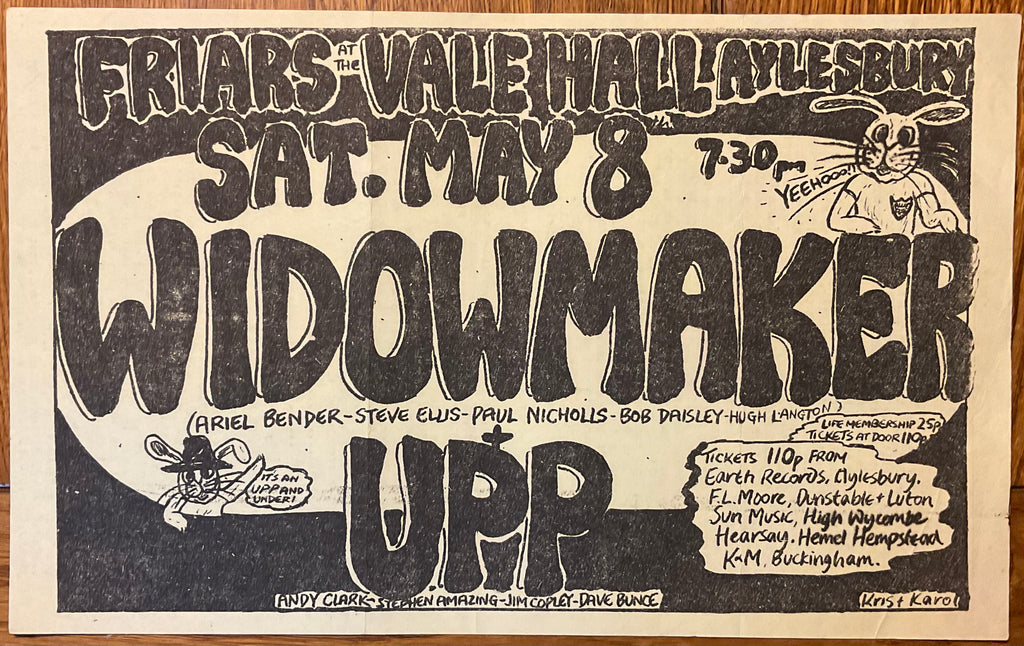 FRIARS AT THE VALE HALL AYLESBURY
SAT. MAY 8 7.30pm
YEEHOOO!!
WIDOWMAKER
(ARIEL BENDER-STEVE ELLIS-PAUL NICHOLLS-BOB DAISLEY-HUGH L'ANGTON)
LIFE MEMBERSHIP 25p
TICKETS AT DOOR 110p
+
UPP
IT'S AN
UPP AND
UNDER!
TICKETS 110p FROM
Earth Records, Aylesbury.
F.L. Moore, Dunstable + Luton
Sun Music, High Wycombe
Hearsay. Hemel Hempstead
K~M, Buckingham.
ANDY CLARK-STEPHEN AMAZING-JIM COPLEY-DAVE BUNCE
Kris + Karol